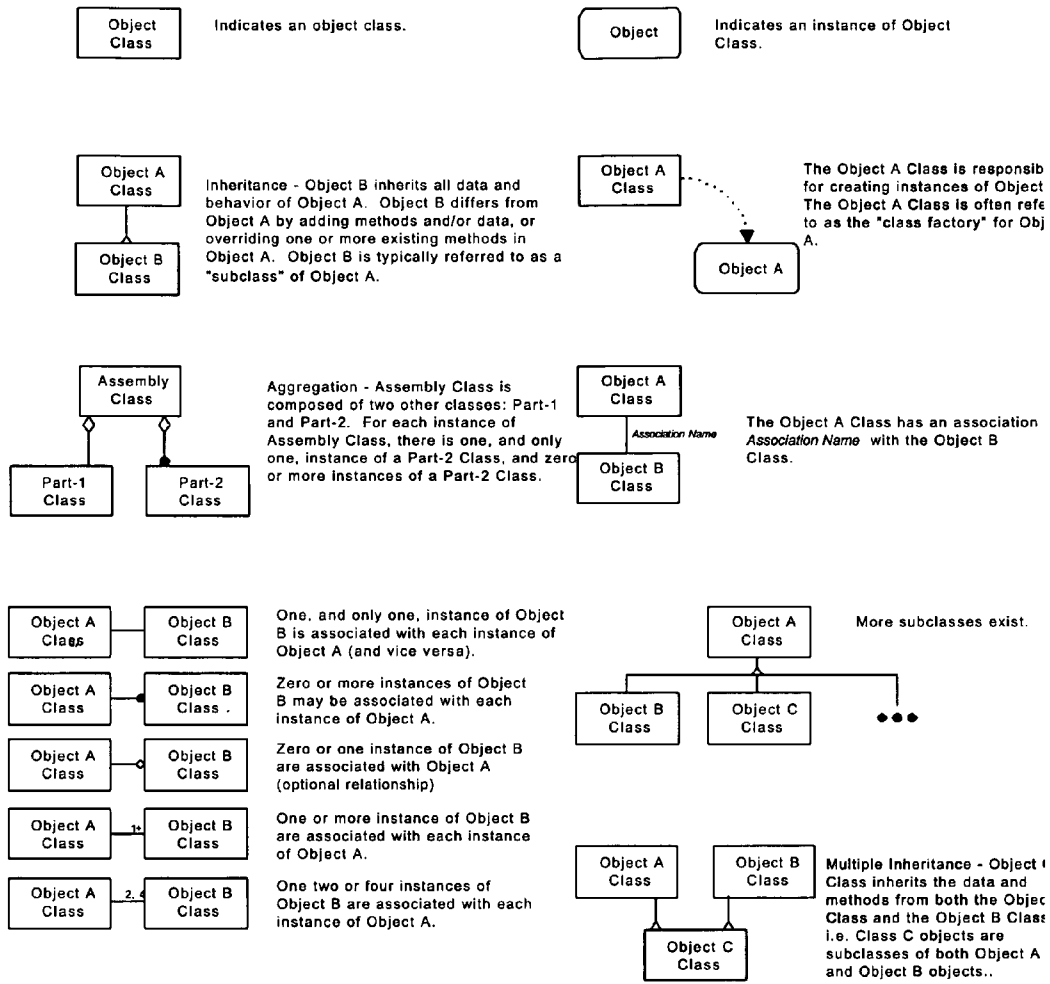 Object
Class
Indicates an object class.
Object
Indicates an instance of Object
Class.
Object A
Class
Object B
Class
Inheritance - Object B inherits all data and
behavior of Object A. Object B differs from
Object A by adding methods and/or data, or
overriding one or more existing methods in
Object A. Object B is typically referred to as a
"subclass" of Object A.
Object A
Class
Object A
The Object A Class is
for creating instances of Object
The Object A Class is often
to as the "class factory" for
A.
Assembly
Class
Part-1
Class
Part-2
Class
Aggregation - Assembly Class is
composed of two other classes: Part-1
and Part-2. For each instance of
Assembly Class, there is one, and only
one, instance of a Part-2 Class, and zero
or more instances of a Part-2 Class.
Object A
Class
Association Name
Object B
Class
The Object A Class has an association
Association Name with the Object B
Class.
Object A
Object B
Class
One, and only one, instance of Object
B is associated with each instance of
Object A (and vice versa).
Object A
Class
Object B
Class
Zero or more instances of Object
B may be associated with each
instance of Object A.
Object A
Class
Object B
Class
Zero or one instance of Object B
are associated with Object A
(optional relationship)
Object A
Class
1+
Object B
Class
One or more instance of Object B
are associated with each instance
of Object A.
Object A
Class
2, 4
Object B
Class
One two or four instances of
Object B are associated with each
instance of Object A.
Object A
Class
Object B
Class
Object C
Class
More subclasses exist.
Object A
Class
Object B
Class
Object C
Class
Multiple Inheritance - Object
Class inherits the data and
methods from both the
Class and the Object B
i.e. Class C objects are
subclasses of both Object A
and Object B objects..